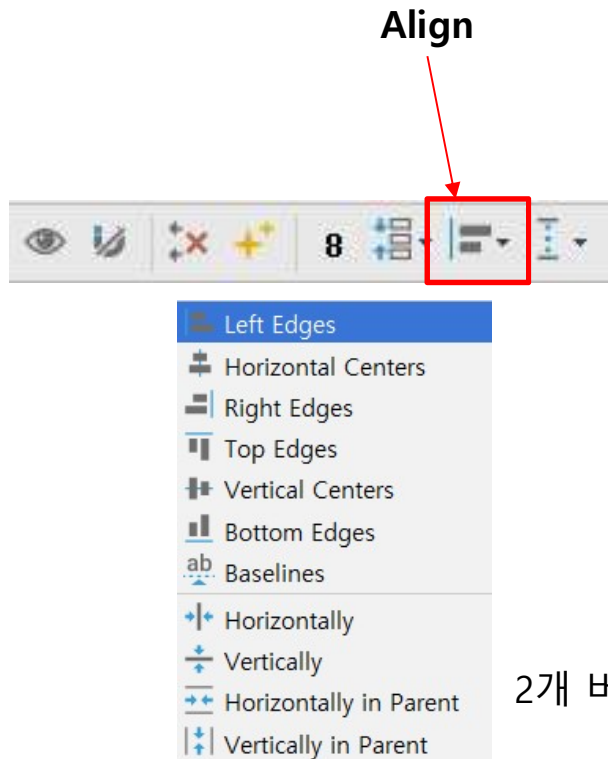 Align
8
Left Edges
Horizontal Centers
Right Edges
Top Edges
Vertical Centers
Bottom Edges
ab
Baselines
Horizontally
Vertically
2개
Horizontally in Parent
Vertically in Parent